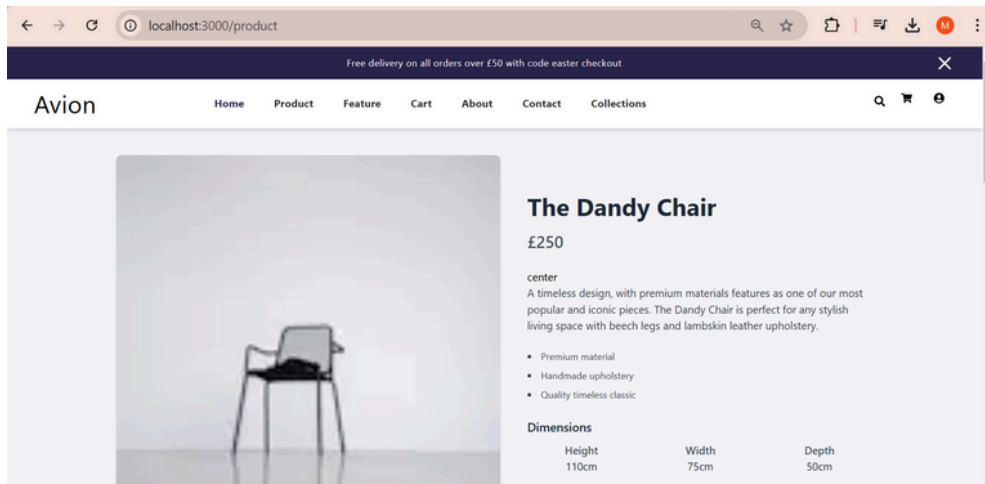 localhost:3000/product
M
Free delivery on all orders over £50 with code easter checkout
Avion
Home Product Feature Cart About Contact Collections
The Dandy Chair
£250
center
A timeless design, with premium materials features as one of our most
popular and iconic pieces. The Dandy Chair is perfect for any stylish
living space with beech legs and lambskin leather upholstery.
Premium material
Handmade upholstery
Quality timeless classic
Dimensions
Height Width Depth
110cm 75cm 50cm